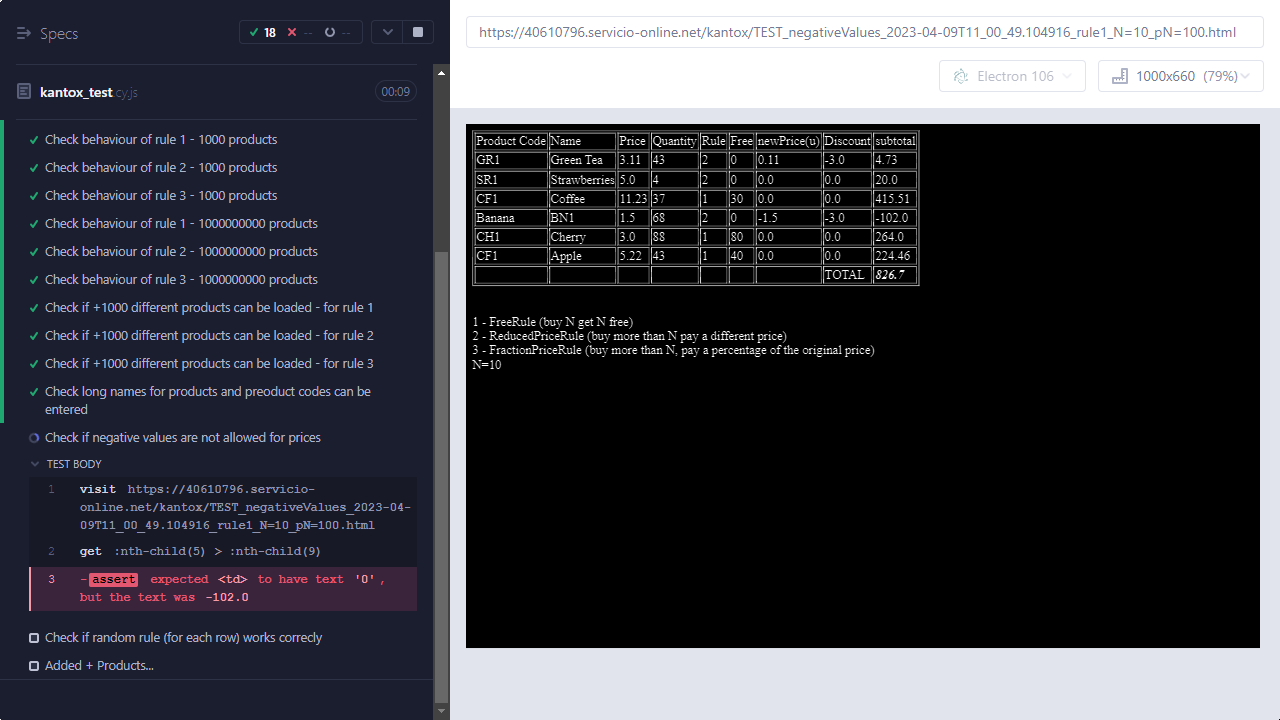 Specs
18 -- --
kantox_test.cy.js 00:09
Check behaviour of rule 1 - 1000 products
Check behaviour of rule 2 - 1000 products
Check behaviour of rule 3 - 1000 products
Check behaviour of rule 1 - 1000000000 products
Check behaviour of rule 2 - 1000000000 products
Check behaviour of rule 3 - 1000000000 products
Check if +1000 different products can be loaded - for rule 1
Check if +1000 different products can be loaded - for rule 2
Check if +1000 different products can be loaded - for rule 3
Check long names for products and preoduct codes can be
entered
Check if negative values are not allowed for prices
TEST BODY
1 visit https://40610796.servicio-
online.net/kantox/TEST_negativeValues_2023-04-
09T11_00_49.104916_rule1_N=10_pN=100.html
2 get :nth-child(5) > :nth-child(9)
3 -assert expected <td> to have text '0',
but the text was -102.0
Check if random rule (for each row) works correcly
Added + Products...
https://40610796.servicio-online.net/kantox/TEST_negativeValues_2023-04-09T11_00_49.104916_rule1_N=10_pN=100.html
Electron 106 1000x660 (79%)
Product Code Name Price Quantity Rule Free newPrice(u) Discount subtotal
GR1 Green Tea 3.11 43 2 0 0.11 -3.0 4.73
SR1 Strawberries 5.0 4 2 0 0.0 0.0 20.0
CF1 Coffee 11.23 37 1 30 0.0 0.0 415.51
Banana BN1 1.5 68 2 0 -1.5 -3.0 -102.0
CH1 Cherry 3.0 88 1 80 0.0 0.0 264.0
CF1 Apple 5.22 43 1 40 0.0 0.0 224.46
TOTAL 826.7
1 - FreeRule (buy N get N free)
2 - ReducedPriceRule (buy more than N pay a different price)
3 - FractionPriceRule (buy more than N, pay a percentage of the original price)
N=10